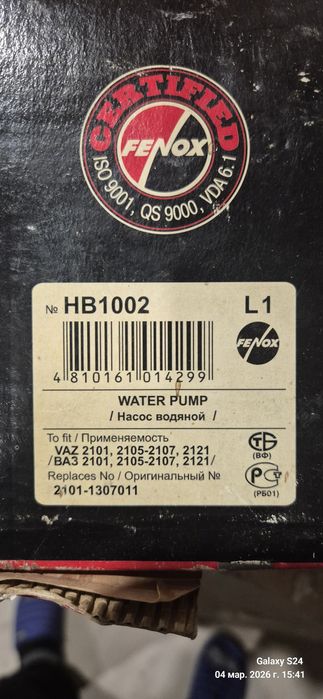 CERTIFIED
FENOX
ISO 9001, QS 9000, VDA 6.1
№ HB1002 L1
FENOX
4 810161 014299
WATER PUMP
/ Насос водяной /
To fit / Применяемость
VAZ 2101, 2105-2107, 2121
/ВАЗ 2101, 2105-2107, 2121/
(ВФ)
Replaces No / Оригинальный №
2101-1307011
(РБ01)
Galaxy S24
04 мар. 2026 г. 15:41